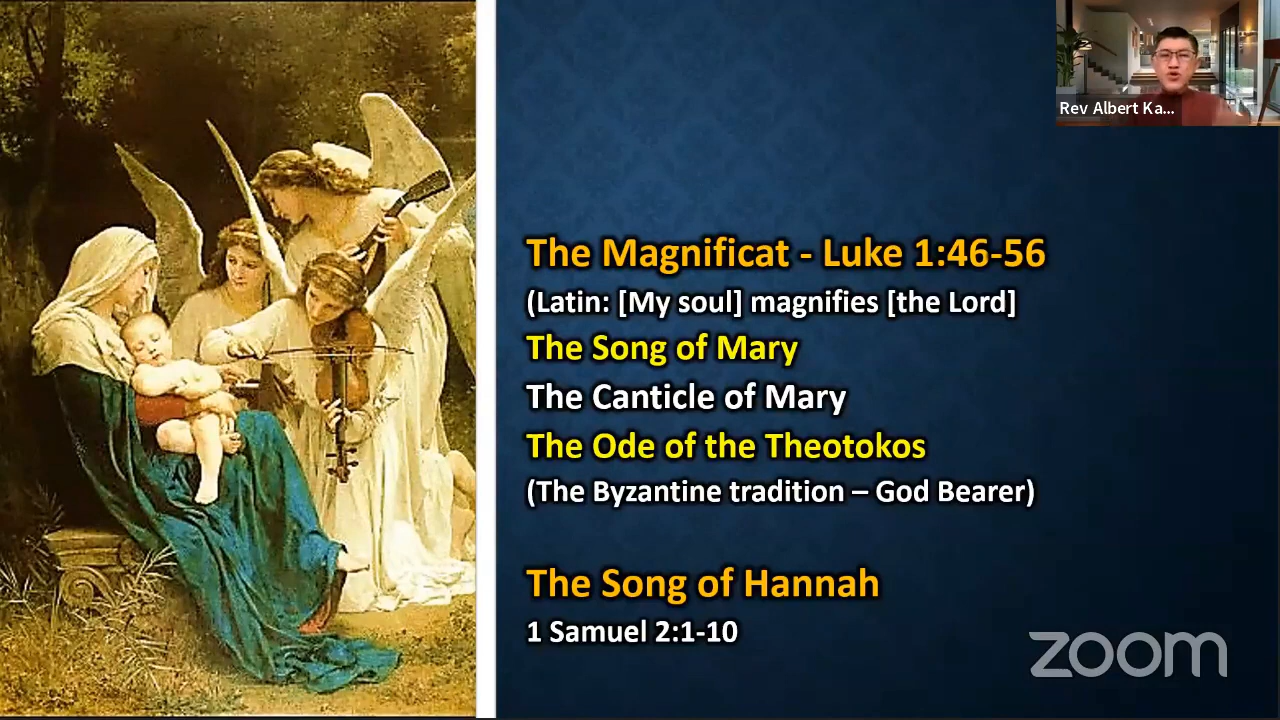 Rev Albert Ka...
The Magnificat - Luke 1:46-56
(Latin: [My soul] magnifies [the Lord]
The Song of Mary
The Canticle of Mary
The Ode of the Theotokos
(The Byzantine tradition – God Bearer)
The Song of Hannah
1 Samuel 2:1-10
zoom